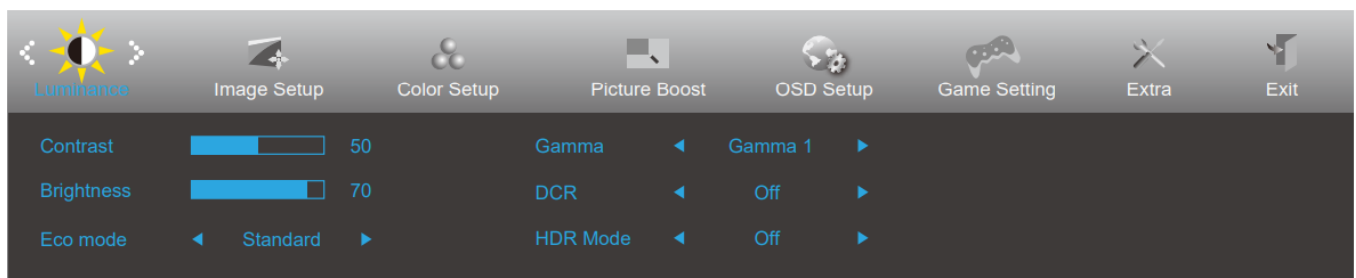 Luminance Image Setup Color Setup Picture Boost OSD Setup Game Setting Extra Exit
Contrast 50 Gamma Gamma 1
Brightness 70 DCR Off
Eco mode Standard HDR Mode Off